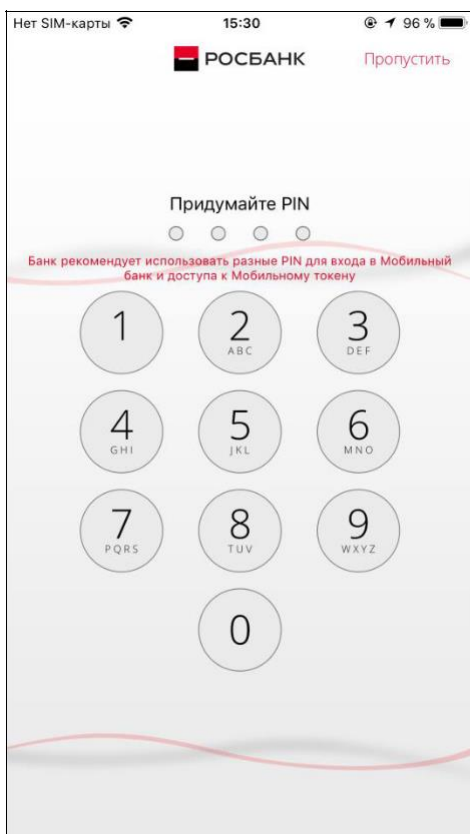 Нет SIM-карты 15:30 96 %
РОСБАНК Пропустить
Придумайте PIN
Банк рекомендует использовать разные PIN для входа в Мобильный
банк и доступа к Мобильному токену
1 2 3
ABC DEF
4 5 6
GHI JKL MNO
7 8 9
PQRS TUV WXYZ
0